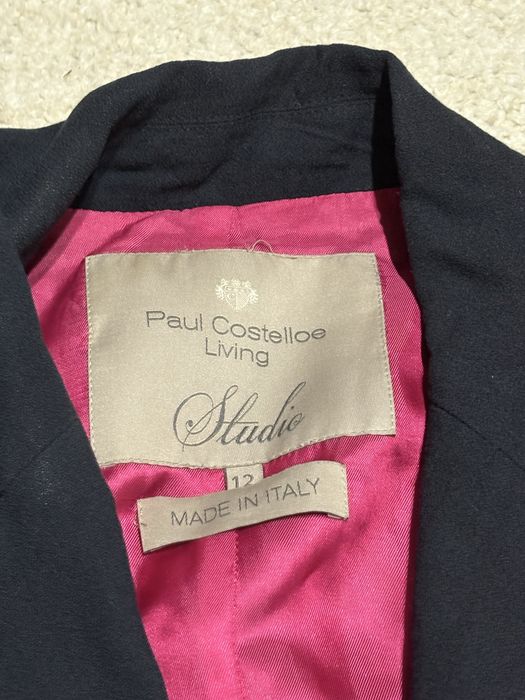 Paul Costelloe
Living
Studio
12
MADE IN ITALY